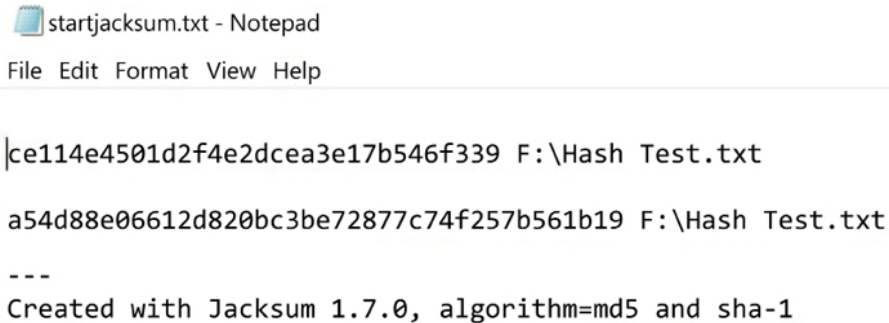 startjacksum.txt - Notepad
File Edit Format View Help
ce114e4501d2f4e2dcea3e17b546f339 F:\Hash Test.txt
a54d88e06612d820bc3be72877c74f257b561b19 F:\Hash Test.txt
---
Created with Jacksum 1.7.0, algorithm=md5 and sha-1